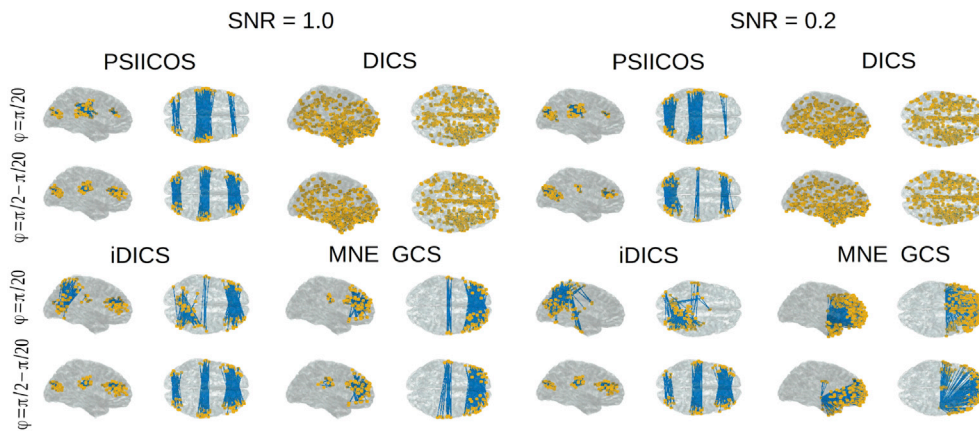 SNR = 1.0 SNR = 0.2
PSIICOS DICS PSIICOS DICS
φ=π/20
φ=π/2−π/20
iDICS MNE GCS iDICS MNE GCS
φ=π/20
φ=π/2−π/20